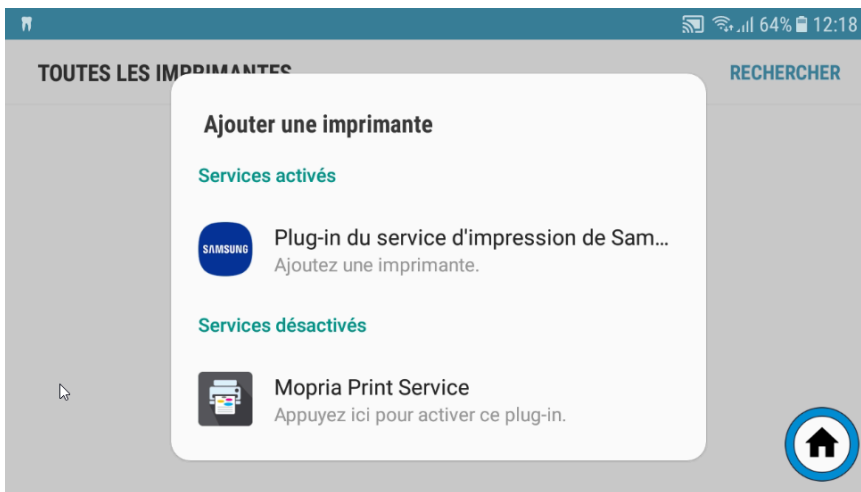 64% 12:18
TOUTES LES IMPRIMANTES
RECHERCHER
Ajouter une imprimante
Services activés
SAMSUNG
Plug-in du service d'impression de Sam...
Ajoutez une imprimante.
Services désactivés
Mopria Print Service
Appuyez ici pour activer ce plug-in.